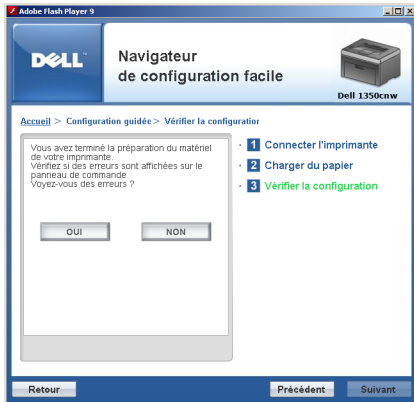 Adobe Flash Player 9
DELL™
Navigateur
de configuration facile
Dell 1350cnw
Accueil > Configuration guidée > Vérifier la configuration
Vous avez terminé la préparation du matériel
de votre imprimante.
Vérifiez si des erreurs sont affichées sur le
panneau de commande.
Voyez-vous des erreurs ?
OUI
NON
1 Connecter l'imprimante
2 Charger du papier
3 Vérifier la configuration
Retour
Précédent
Suivant